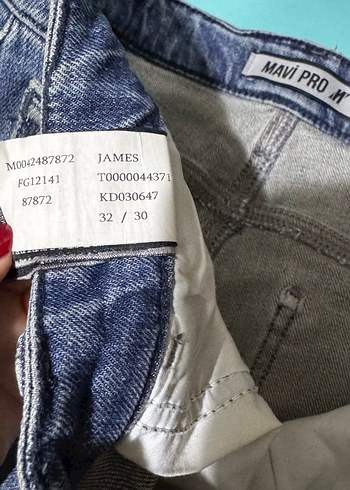 MAVİ PRO M
M0042487872 JAMES
FG12141 T0000044371
87872 KD030647
32 / 30